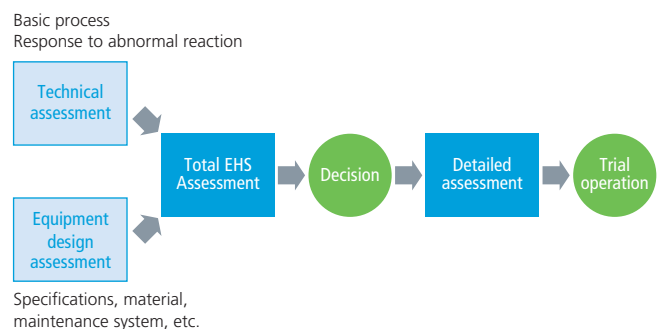 Basic process
Response to abnormal reaction
Technical
assessment
Total EHS
Assessment
Decision
Detailed
assessment
Trial
operation
Equipment
design
assessment
Specifications, material,
maintenance system, etc.